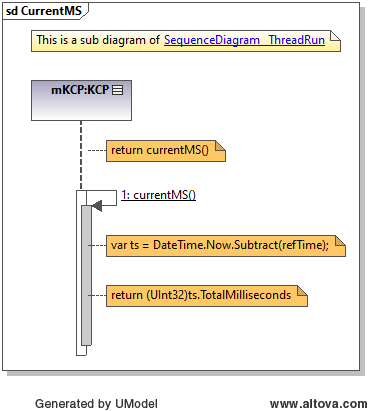 sd CurrentMS
This is a sub diagram of SequenceDiagram_ThreadRun
mKCP:KCP
return currentMS()
1: currentMS()
var ts = DateTime.Now.Subtract(refTime);
return (UInt32)ts.TotalMilliseconds
Generated by UModel www.altova.com